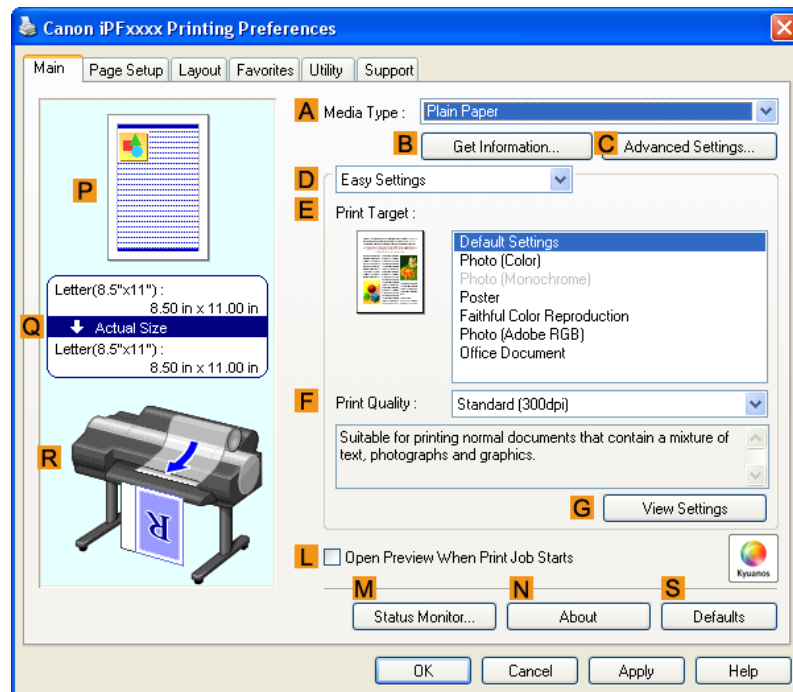 Canon iPFxxxx Printing Preferences
Main Page Setup Layout Favorites Utility Support
A Media Type : Plain Paper
B Get Information... C Advanced Settings...
D Easy Settings
E Print Target :
Default Settings
Photo (Color)
Photo (Monochrome)
Poster
Faithful Color Reproduction
Photo (Adobe RGB)
Office Document
F Print Quality : Standard (300dpi)
Suitable for printing normal documents that contain a mixture of
text, photographs and graphics.
G View Settings
P
Letter(8.5"x11") :
8.50 in x 11.00 in
Q Actual Size
Letter(8.5"x11") :
8.50 in x 11.00 in
R
R
L Open Preview When Print Job Starts
Kyuanos
M Status Monitor... N About S Defaults
OK Cancel Apply Help